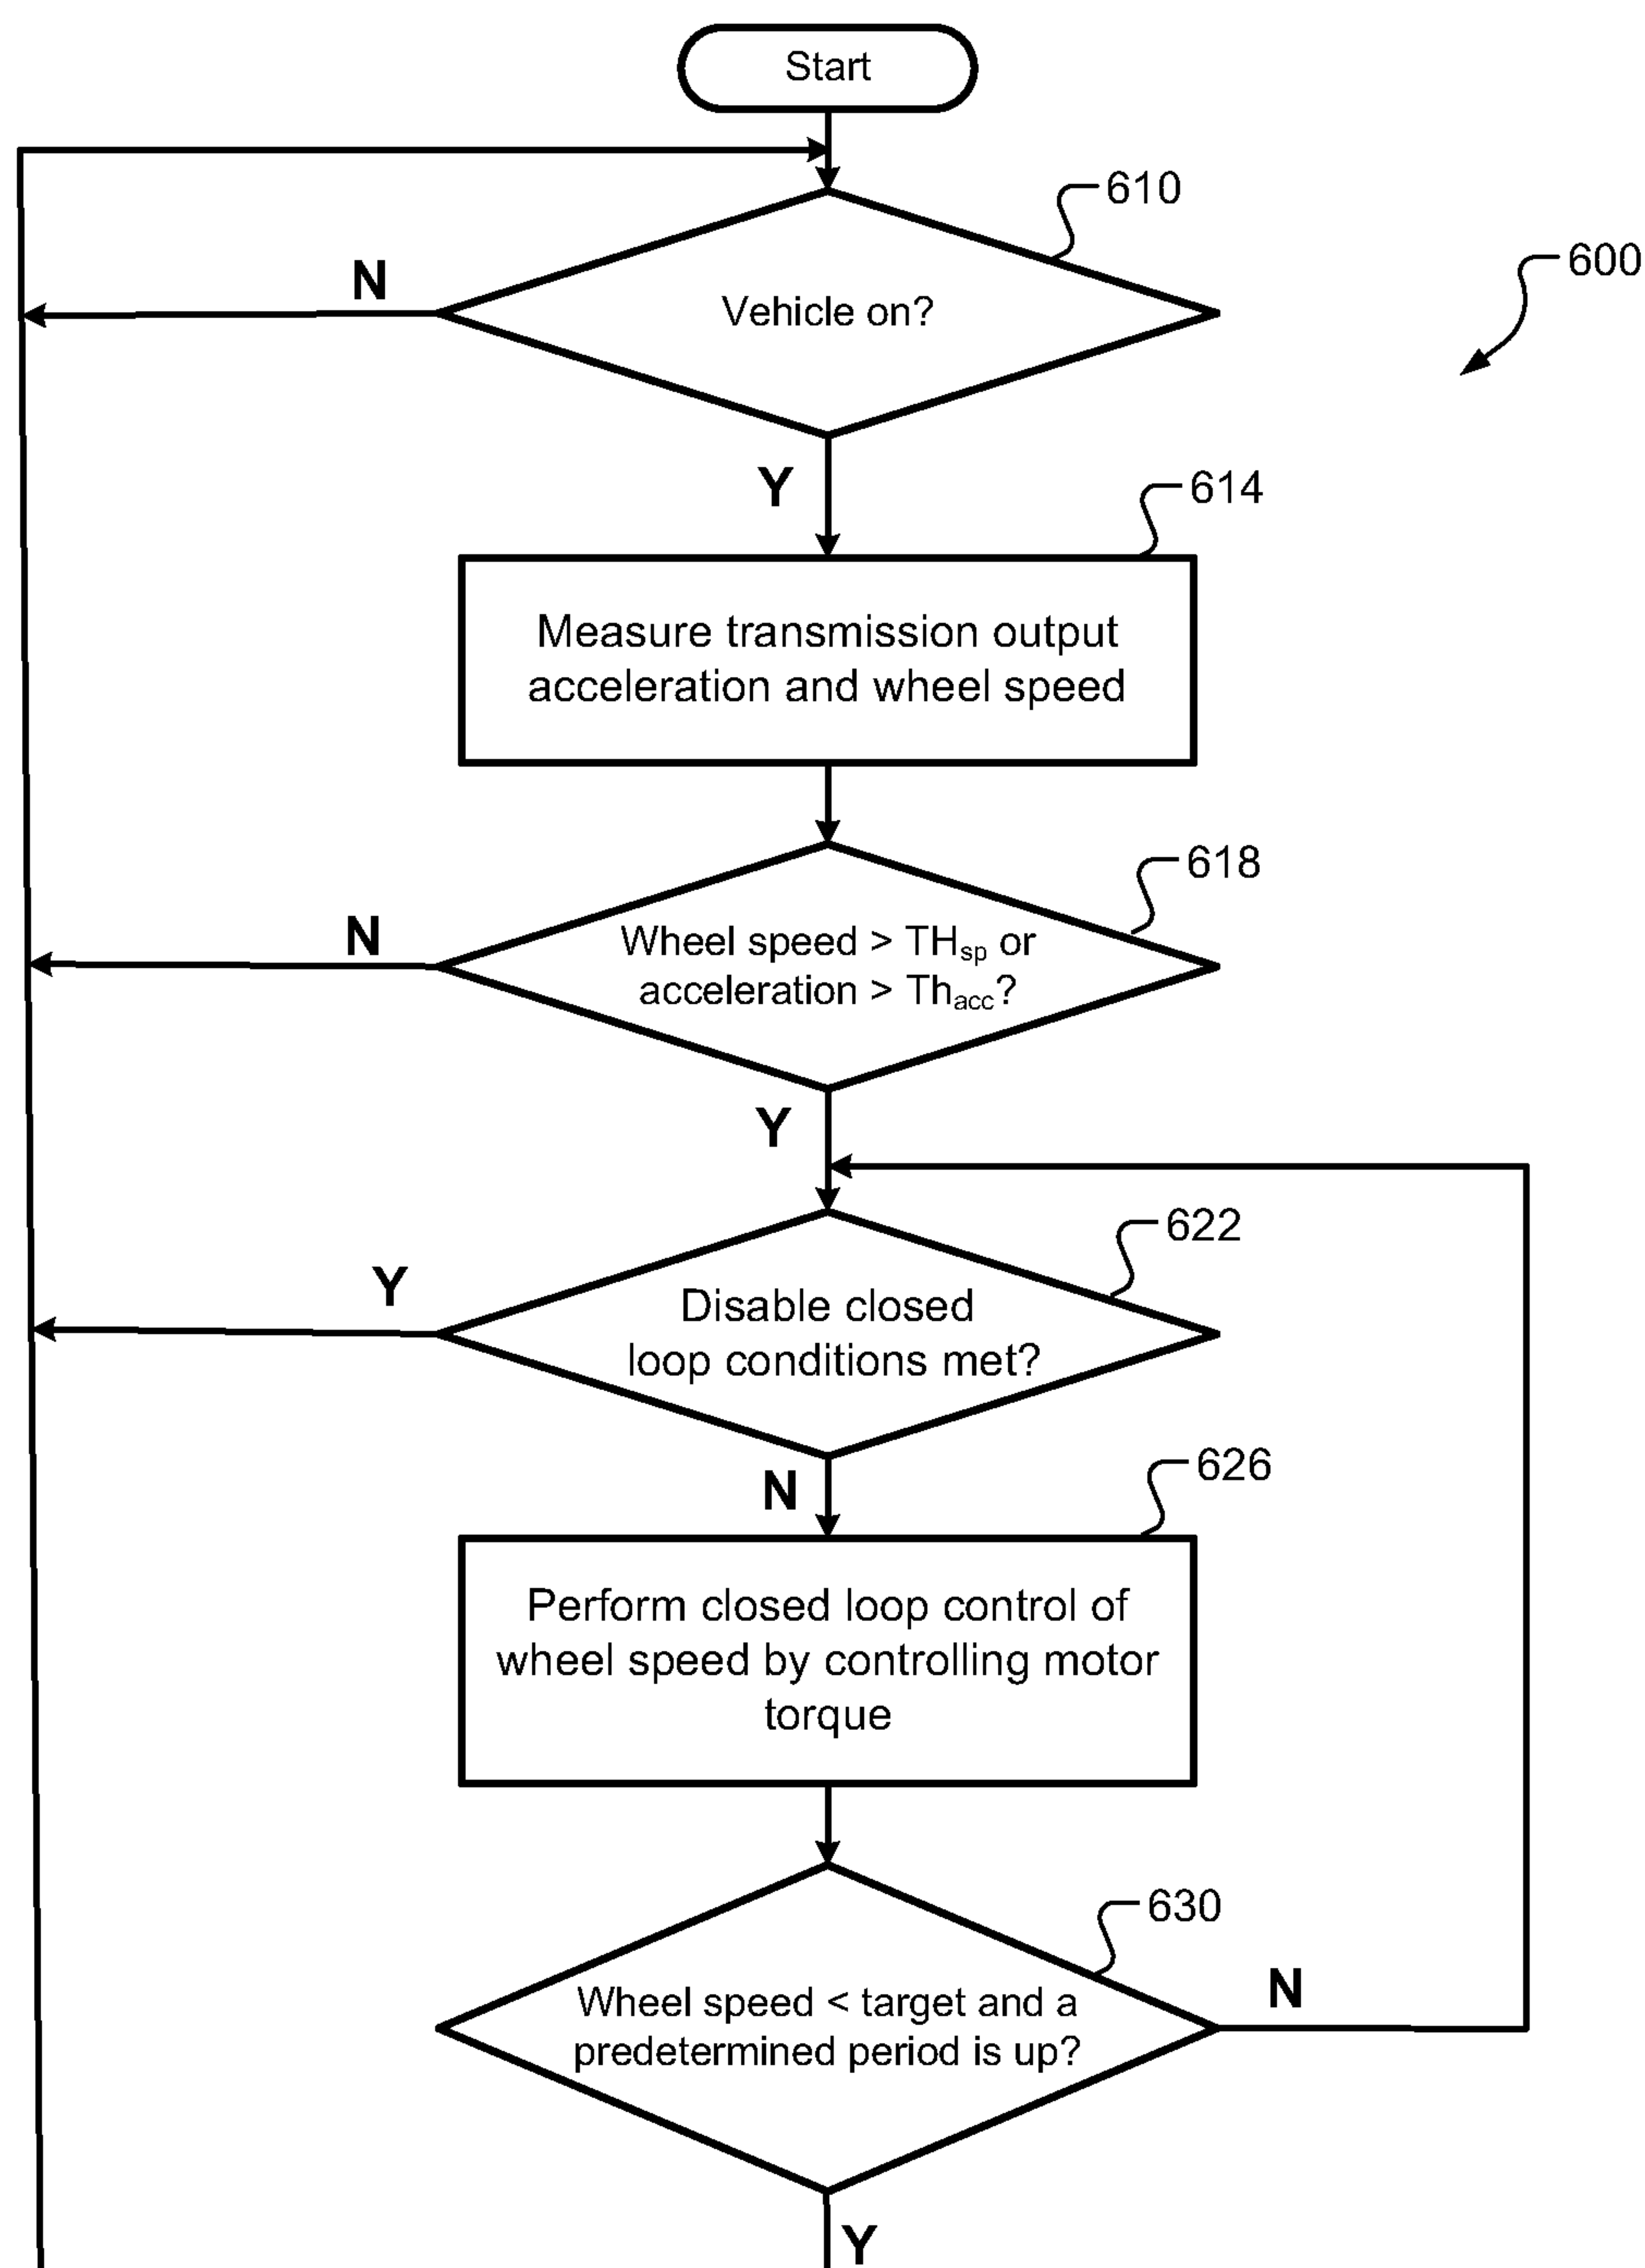 Start
610
600
N
Vehicle on?
Y
614
Measure transmission output
acceleration and wheel speed
618
N
Wheel speed > THsp or
acceleration > Thacc?
Y
622
Y
Disable closed
loop conditions met?
N
626
Perform closed loop control of
wheel speed by controlling motor
torque
630
N
Wheel speed < target and a
predetermined period is up?
Y